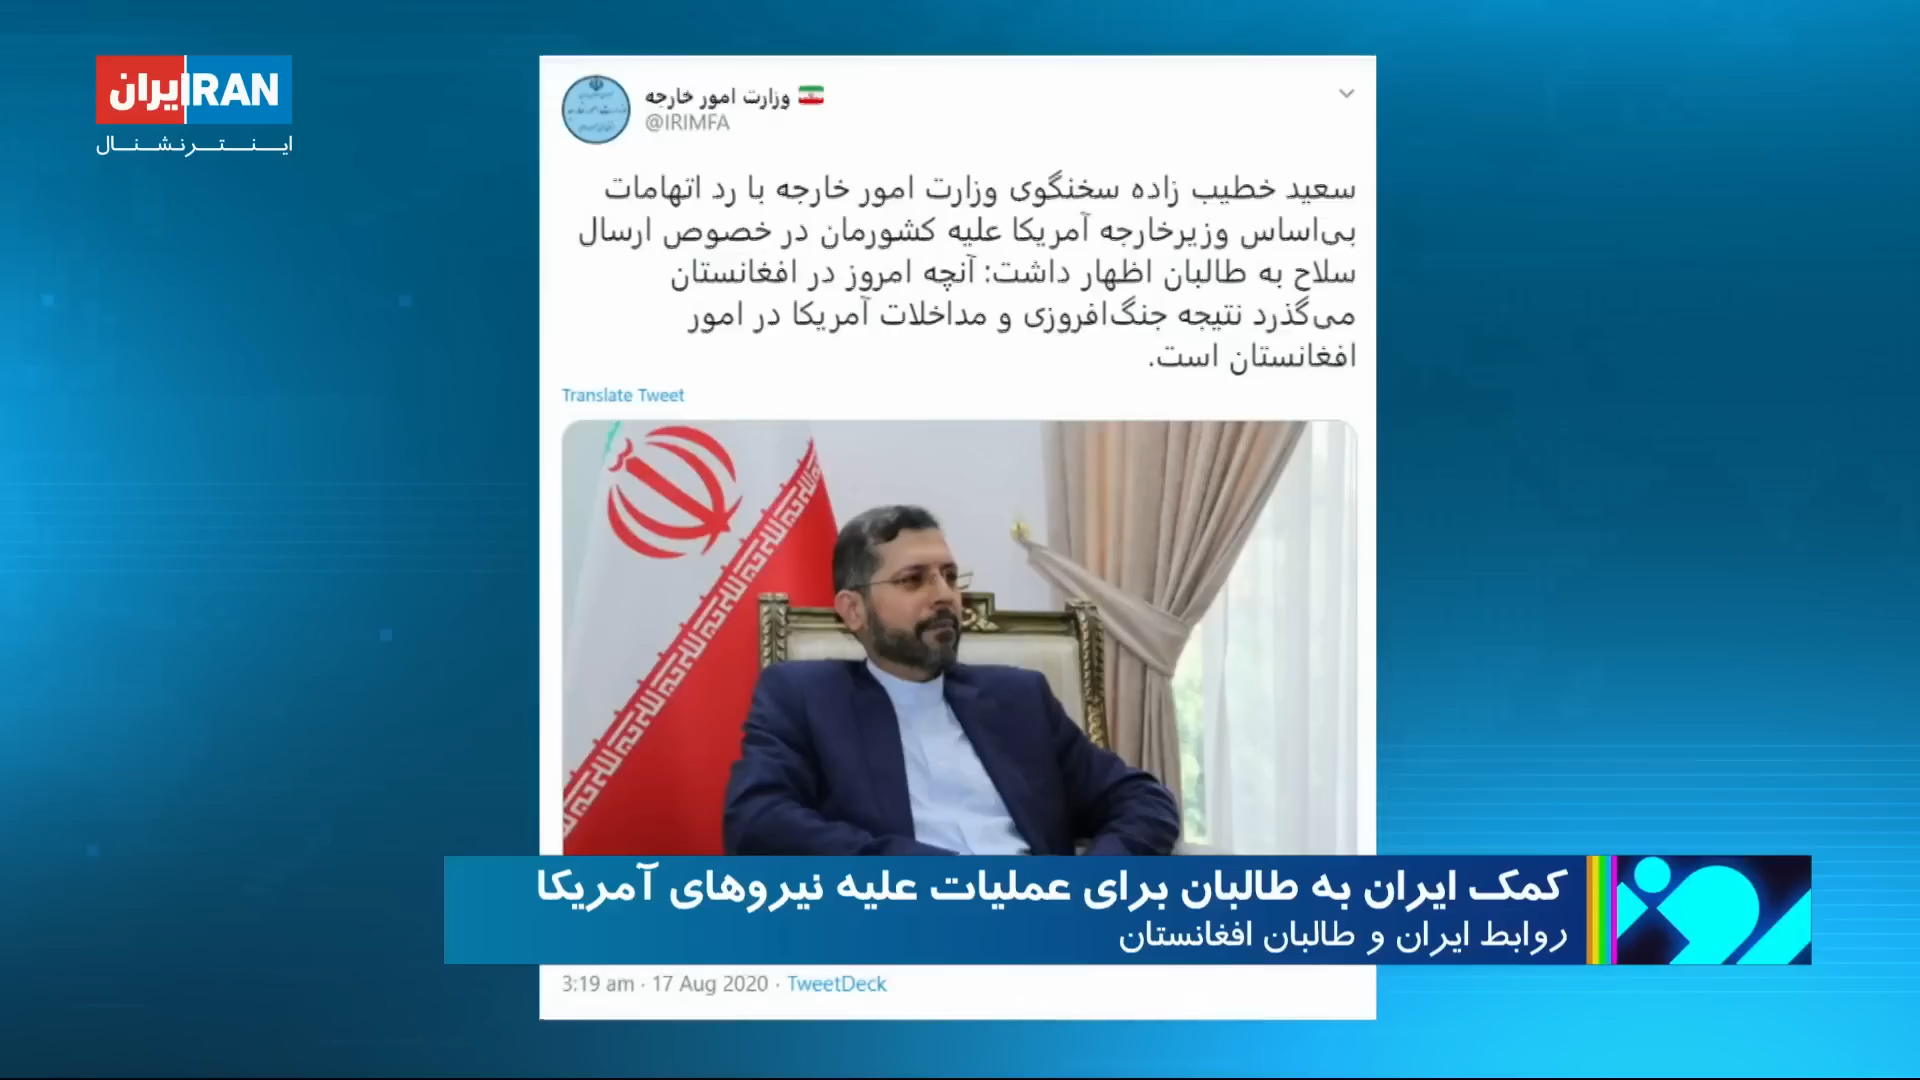 ایران IRAN
اینترنشنال
وزارت امور خارجه
@IRIMFA
سعید خطیب زاده سخنگوی وزارت امور خارجه با رد اتهامات
بی‌اساس وزیرخارجه آمریکا علیه کشورمان در خصوص ارسال
سلاح به طالبان اظهار داشت: آنچه امروز در افغانستان
می‌گذرد نتیجه جنگ‌افروزی و مداخلات آمریکا در امور
افغانستان است.
Translate Tweet
کمک ایران به طالبان برای عملیات علیه نیروهای آمریکا
روابط ایران و طالبان افغانستان
3:19 am · 17 Aug 2020 · TweetDeck